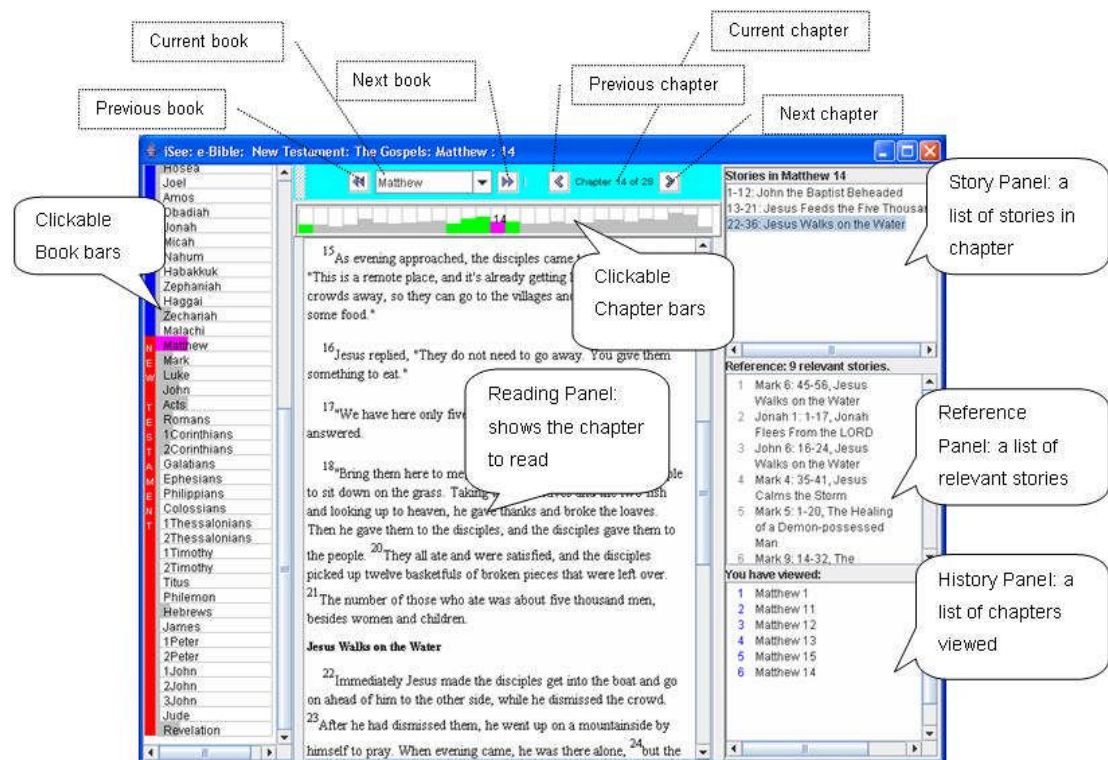 Current book
Current chapter
Next book
Previous chapter
Previous book
Next chapter
iSee: e-Bible: New Testament: The Gospels: Matthew : 14
Hosea
Joel
Amos
Obadiah
Jonah
Micah
Nahum
Habakkuk
Zephaniah
Haggai
Zechariah
Malachi
Matthew
Mark
Luke
John
Acts
Romans
1Corinthians
2Corinthians
Galatians
Ephesians
Philippians
Colossians
1Thessalonians
2Thessalonians
1Timothy
2Timothy
Titus
Philemon
Hebrews
James
1Peter
2Peter
1John
2John
3John
Jude
Revelation
NEW TESTAMENT
Clickable
Book bars
Matthew
Chapter 14 of 28
14
Clickable
Chapter bars
15As evening approached, the disciples came
"This is a remote place, and it's already getting
crowds away, so they can go to the villages and
some food."
16Jesus replied, "They do not need to go away. You give them
something to eat."
17"We have here only five
answered.
18"Bring them here to me
to sit down on the grass. Taking
and looking up to heaven, he gave thanks and broke the loaves.
Then he gave them to the disciples, and the disciples gave them to
the people. 20They all ate and were satisfied, and the disciples
picked up twelve basketfuls of broken pieces that were left over.
21The number of those who ate was about five thousand men,
besides women and children.
Jesus Walks on the Water
22Immediately Jesus made the disciples get into the boat and go
on ahead of him to the other side, while he dismissed the crowd.
23After he had dismissed them, he went up on a mountainside by
himself to pray. When evening came, he was there alone, 24but the
Reading Panel:
shows the chapter
to read
Stories in Matthew 14
1-12: John the Baptist Beheaded
13-21: Jesus Feeds the Five Thousan
22-36: Jesus Walks on the Water
Story Panel: a
list of stories in
chapter
Reference: 9 relevant stories.
1 Mark 6: 45-56, Jesus
Walks on the Water
2 Jonah 1: 1-17, Jonah
Flees From the LORD
3 John 6: 16-24, Jesus
Walks on the Water
4 Mark 4: 35-41, Jesus
Calms the Storm
5 Mark 5: 1-20, The Healing
of a Demon-possessed
Man
6 Mark 9: 14-32, The
Reference
Panel: a list of
relevant stories
You have viewed:
1 Matthew 1
2 Matthew 11
3 Matthew 12
4 Matthew 13
5 Matthew 15
6 Matthew 14
History Panel: a
list of chapters
viewed